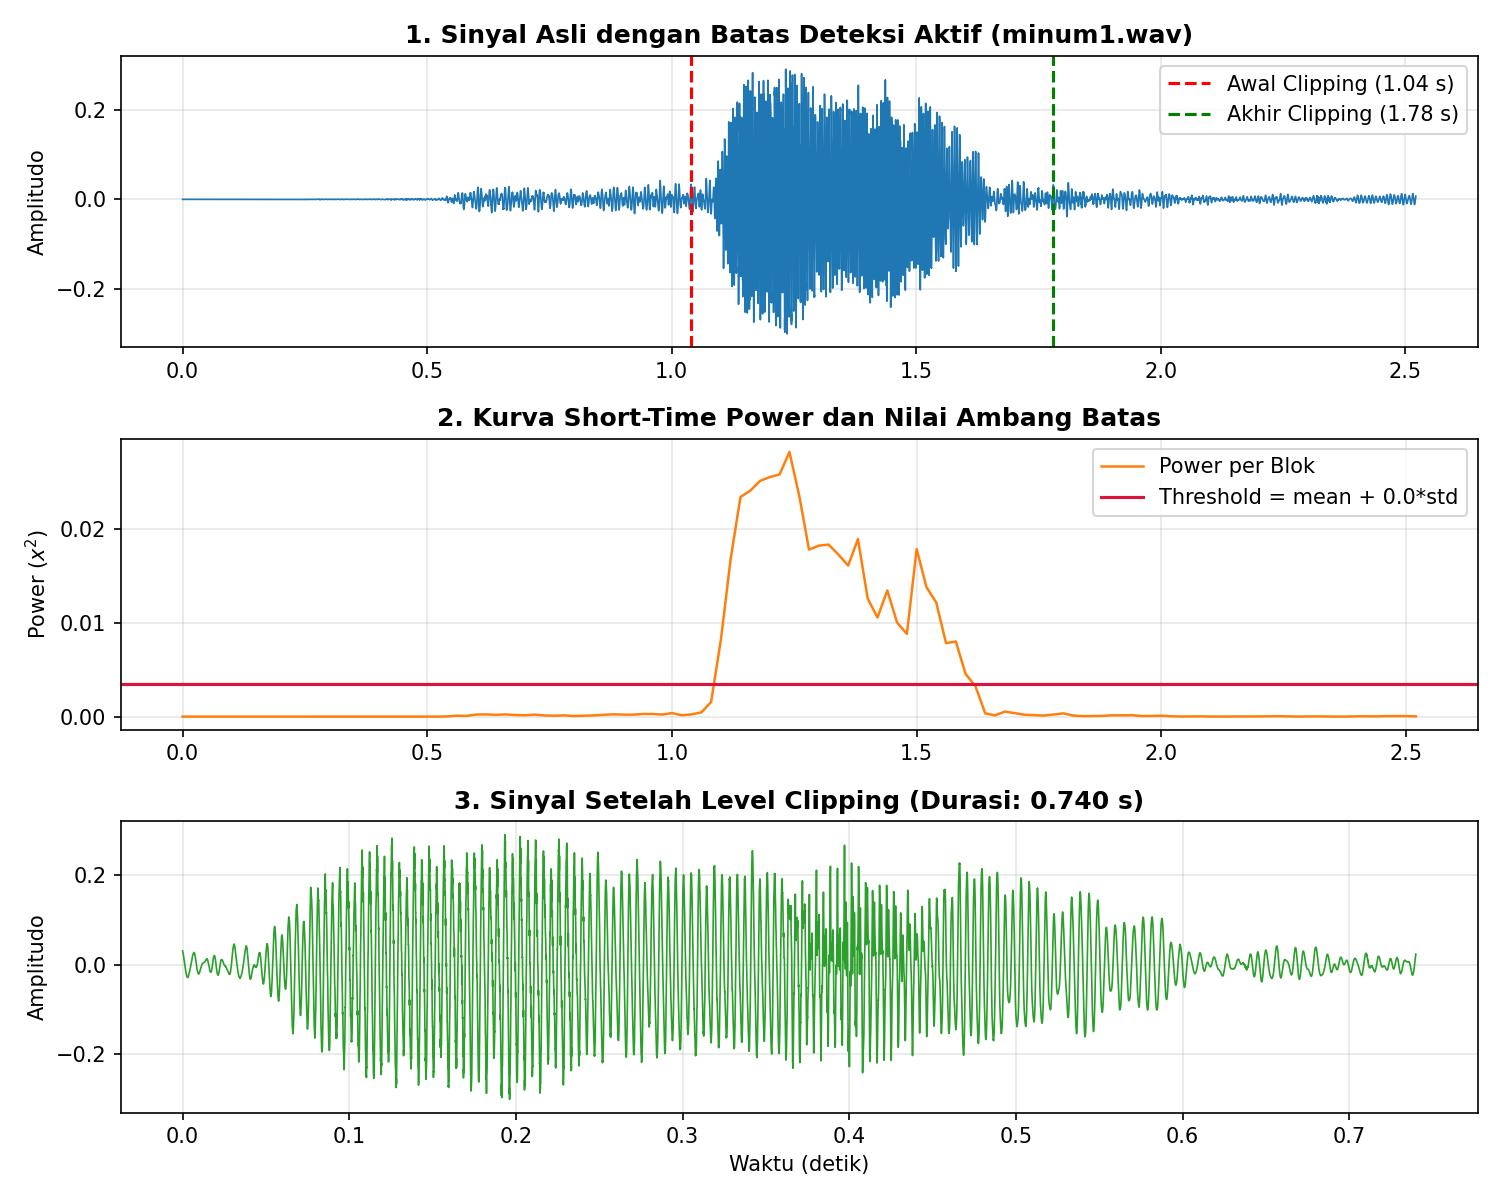 1. Sinyal Asli dengan Batas Deteksi Aktif (minum1.wav)
Awal Clipping (1.04 s)
Akhir Clipping (1.78 s)
Amplitudo
0.2
0.0
−0.2
0.0 0.5 1.0 1.5 2.0 2.5
2. Kurva Short-Time Power dan Nilai Ambang Batas
Power per Blok
Threshold = mean + 0.0*std
Power (x²)
0.02
0.01
0.00
0.0 0.5 1.0 1.5 2.0 2.5
3. Sinyal Setelah Level Clipping (Durasi: 0.740 s)
Amplitudo
0.2
0.0
−0.2
0.0 0.1 0.2 0.3 0.4 0.5 0.6 0.7
Waktu (detik)